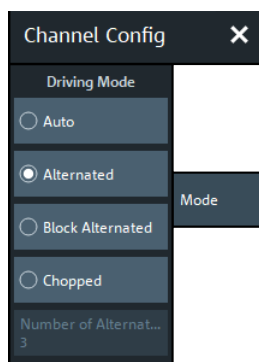 Channel Config
Driving Mode
Auto
Alternated
Mode
Block Alternated
Chopped
Number of Alternat...
3